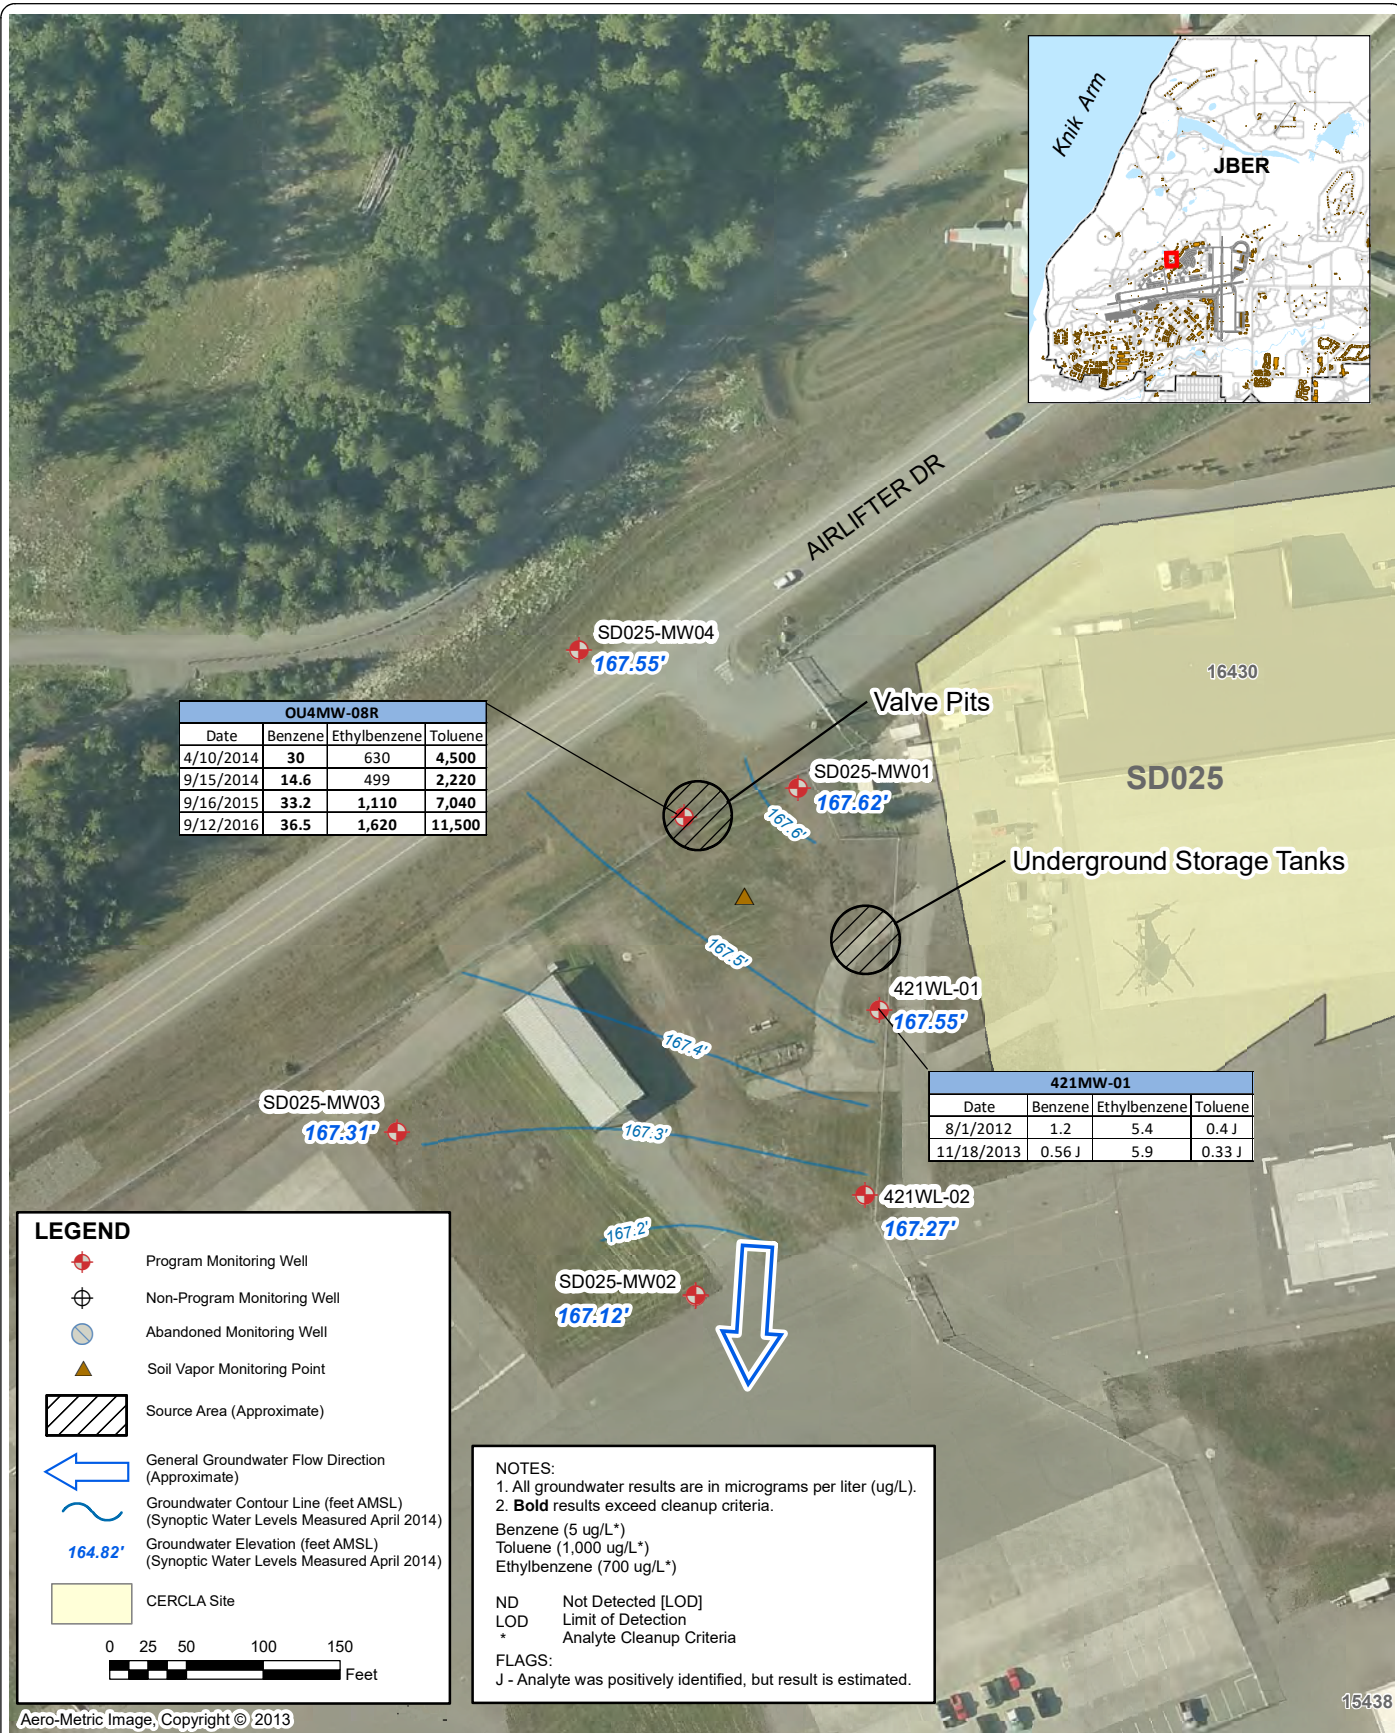 Knik Arm
JBER
AIRLIFTER DR
SD025-MW04
167.55'
16430
Valve Pits
OU4MW-08R
Date Benzene Ethylbenzene Toluene
4/10/2014 30 630 4,500
9/15/2014 14.6 499 2,220
9/16/2015 33.2 1,110 7,040
9/12/2016 36.5 1,620 11,500
SD025-MW01
167.62'
SD025
167.6'
Underground Storage Tanks
167.5'
421WL-01
167.55'
167.4'
421MW-01
Date Benzene Ethylbenzene Toluene
8/1/2012 1.2 5.4 0.4 J
11/18/2013 0.56 J 5.9 0.33 J
SD025-MW03
167.31'
167.3'
421WL-02
167.27'
167.2'
SD025-MW02
167.12'
LEGEND
Program Monitoring Well
Non-Program Monitoring Well
Abandoned Monitoring Well
Soil Vapor Monitoring Point
Source Area (Approximate)
General Groundwater Flow Direction
(Approximate)
Groundwater Contour Line (feet AMSL)
(Synoptic Water Levels Measured April 2014)
164.82' Groundwater Elevation (feet AMSL)
(Synoptic Water Levels Measured April 2014)
CERCLA Site
0 25 50 100 150
Feet
NOTES:
1. All groundwater results are in micrograms per liter (ug/L).
2. Bold results exceed cleanup criteria.
Benzene (5 ug/L*)
Toluene (1,000 ug/L*)
Ethylbenzene (700 ug/L*)
ND Not Detected [LOD]
LOD Limit of Detection
* Analyte Cleanup Criteria
FLAGS:
J - Analyte was positively identified, but result is estimated.
15438
Aero-Metric Image, Copyright © 2013